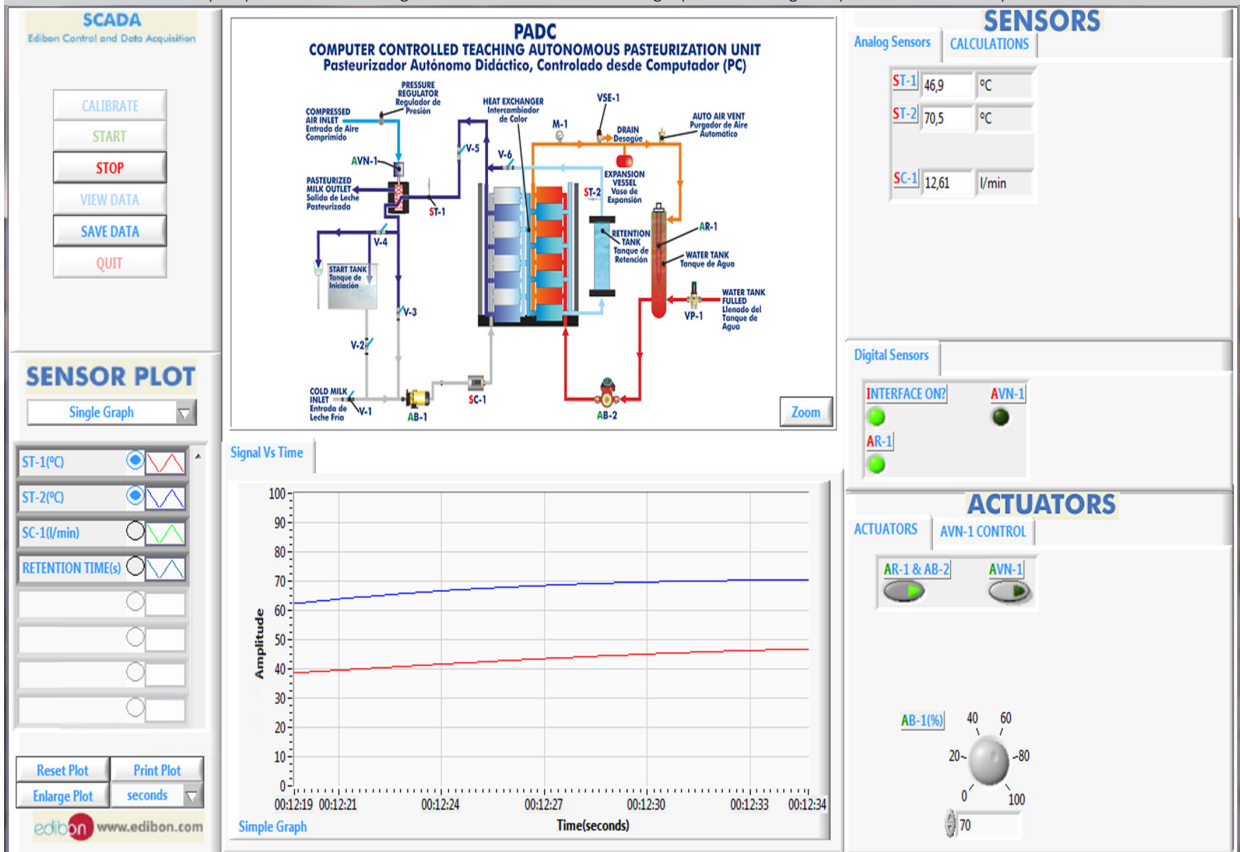 SCADA
Edibon Control and Data Acquisition
CALIBRATE
START
STOP
VIEW DATA
SAVE DATA
QUIT
SENSOR PLOT
Single Graph
ST-1(ºC)
ST-2(ºC)
SC-1(l/min)
RETENTION TIME(s)
Reset Plot
Print Plot
Enlarge Plot
seconds
edibon www.edibon.com
PADC
COMPUTER CONTROLLED TEACHING AUTONOMOUS PASTEURIZATION UNIT
Pasteurizador Autónomo Didáctico, Controlado desde Computador (PC)
PRESSURE
REGULATOR
Regulador de
Presión
COMPRESSED
AIR INLET
Entrada de Aire
Comprimido
HEAT EXCHANGER
Intercambiador
de Calor
VSE-1
M-1
DRAIN
Desagüe
AUTO AIR VENT
Purgador de Aire
Automático
V-5
V-6
AVN-1
PASTEURIZED
MILK OUTLET
Salida de Leche
Pasteurizada
ST-1
EXPANSION
VESSEL
Vaso de
Expansión
ST-2
AR-1
RETENTION
TANK
Tanque de
Retención
WATER TANK
Tanque de Agua
V-4
START TANK
Tanque de
Iniciación
WATER TANK
FULLED
Llenado del
Tanque de
Agua
VP-1
V-3
V-2
COLD MILK
INLET
Entrada de
Leche Fría
V-1
AB-1
SC-1
AB-2
Zoom
Signal Vs Time
100
90
80
70
60
50
40
30
20
10
0
Amplitude
00:12:19 00:12:21 00:12:24 00:12:27 00:12:30 00:12:33 00:12:34
Simple Graph
Time(seconds)
SENSORS
Analog Sensors
CALCULATIONS
ST-1 46,9 ºC
ST-2 70,5 ºC
SC-1 12,61 l/min
Digital Sensors
INTERFACE ON?
AVN-1
AR-1
ACTUATORS
ACTUATORS
AVN-1 CONTROL
AR-1 & AB-2
AVN-1
AB-1(%)
40 60
20 80
0 100
70